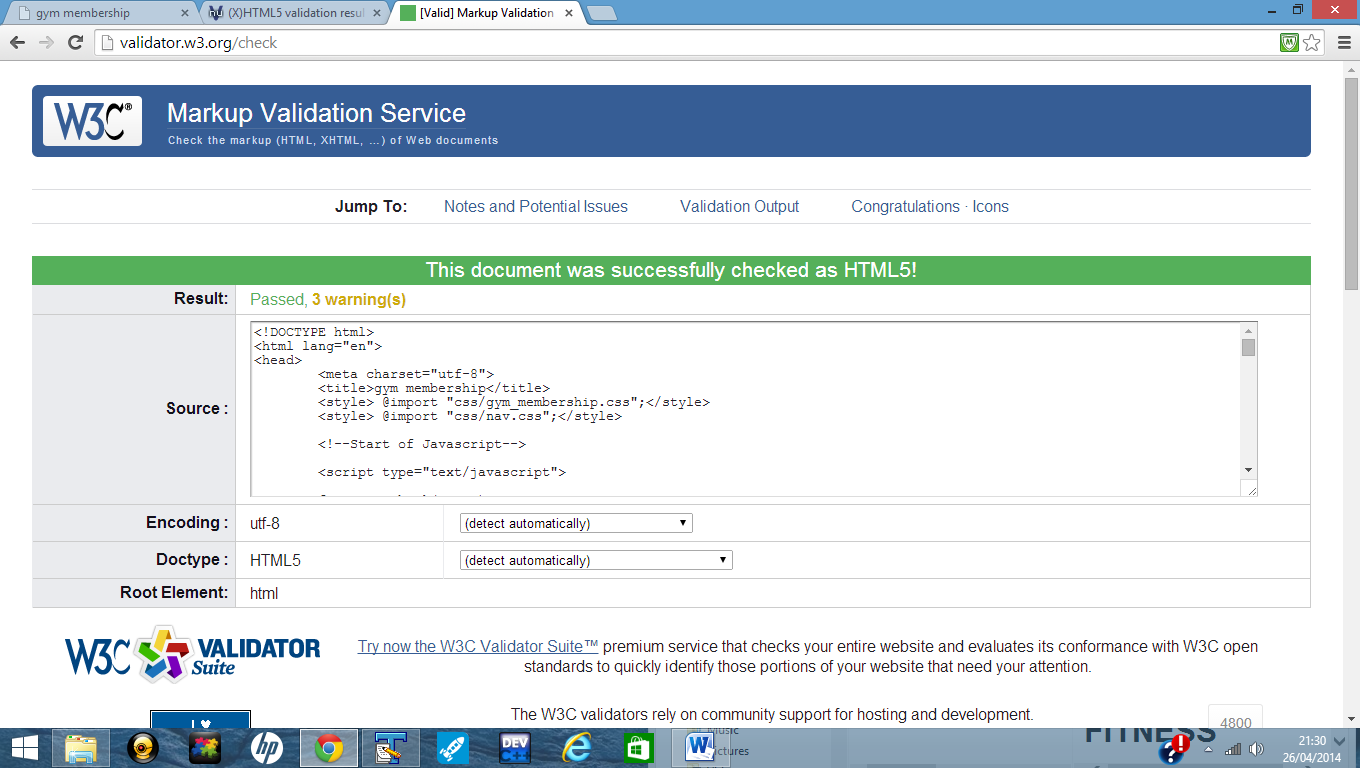 gym membership
(X)HTML5 validation resul
[Valid] Markup Validation
validator.w3.org/check
W3C®
Markup Validation Service
Check the markup (HTML, XHTML, …) of Web documents
Jump To: Notes and Potential Issues Validation Output Congratulations · Icons
This document was successfully checked as HTML5!
Result: Passed, 3 warning(s)
Source :
<!DOCTYPE html>
<html lang="en">
<head>
<meta charset="utf-8">
<title>gym membership</title>
<style> @import "css/gym_membership.css";</style>
<style> @import "css/nav.css";</style>
<!--Start of Javascript-->
<script type="text/javascript">
Encoding : utf-8 (detect automatically)
Doctype : HTML5 (detect automatically)
Root Element: html
W3C VALIDATOR
Suite
Try now the W3C Validator Suite™ premium service that checks your entire website and evaluates its conformance with W3C open
standards to quickly identify those portions of your website that need your attention.
I
The W3C validators rely on community support for hosting and development.
4800
Music
Pictures
FITNESS
hp
DEV
21:30
26/04/2014